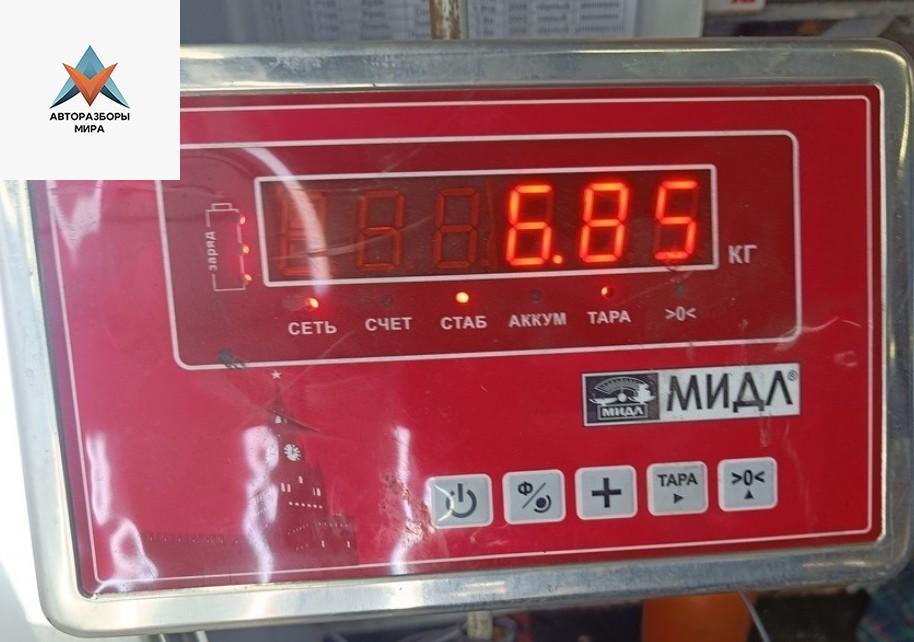 АВТОРАЗБОРЫ
МИРА
заряд
6.85
КГ
СЕТЬ СЧЕТ СТАБ АККУМ ТАРА >0<
МИДЛ МИДЛ®
Ф/ + ТАРА >0<